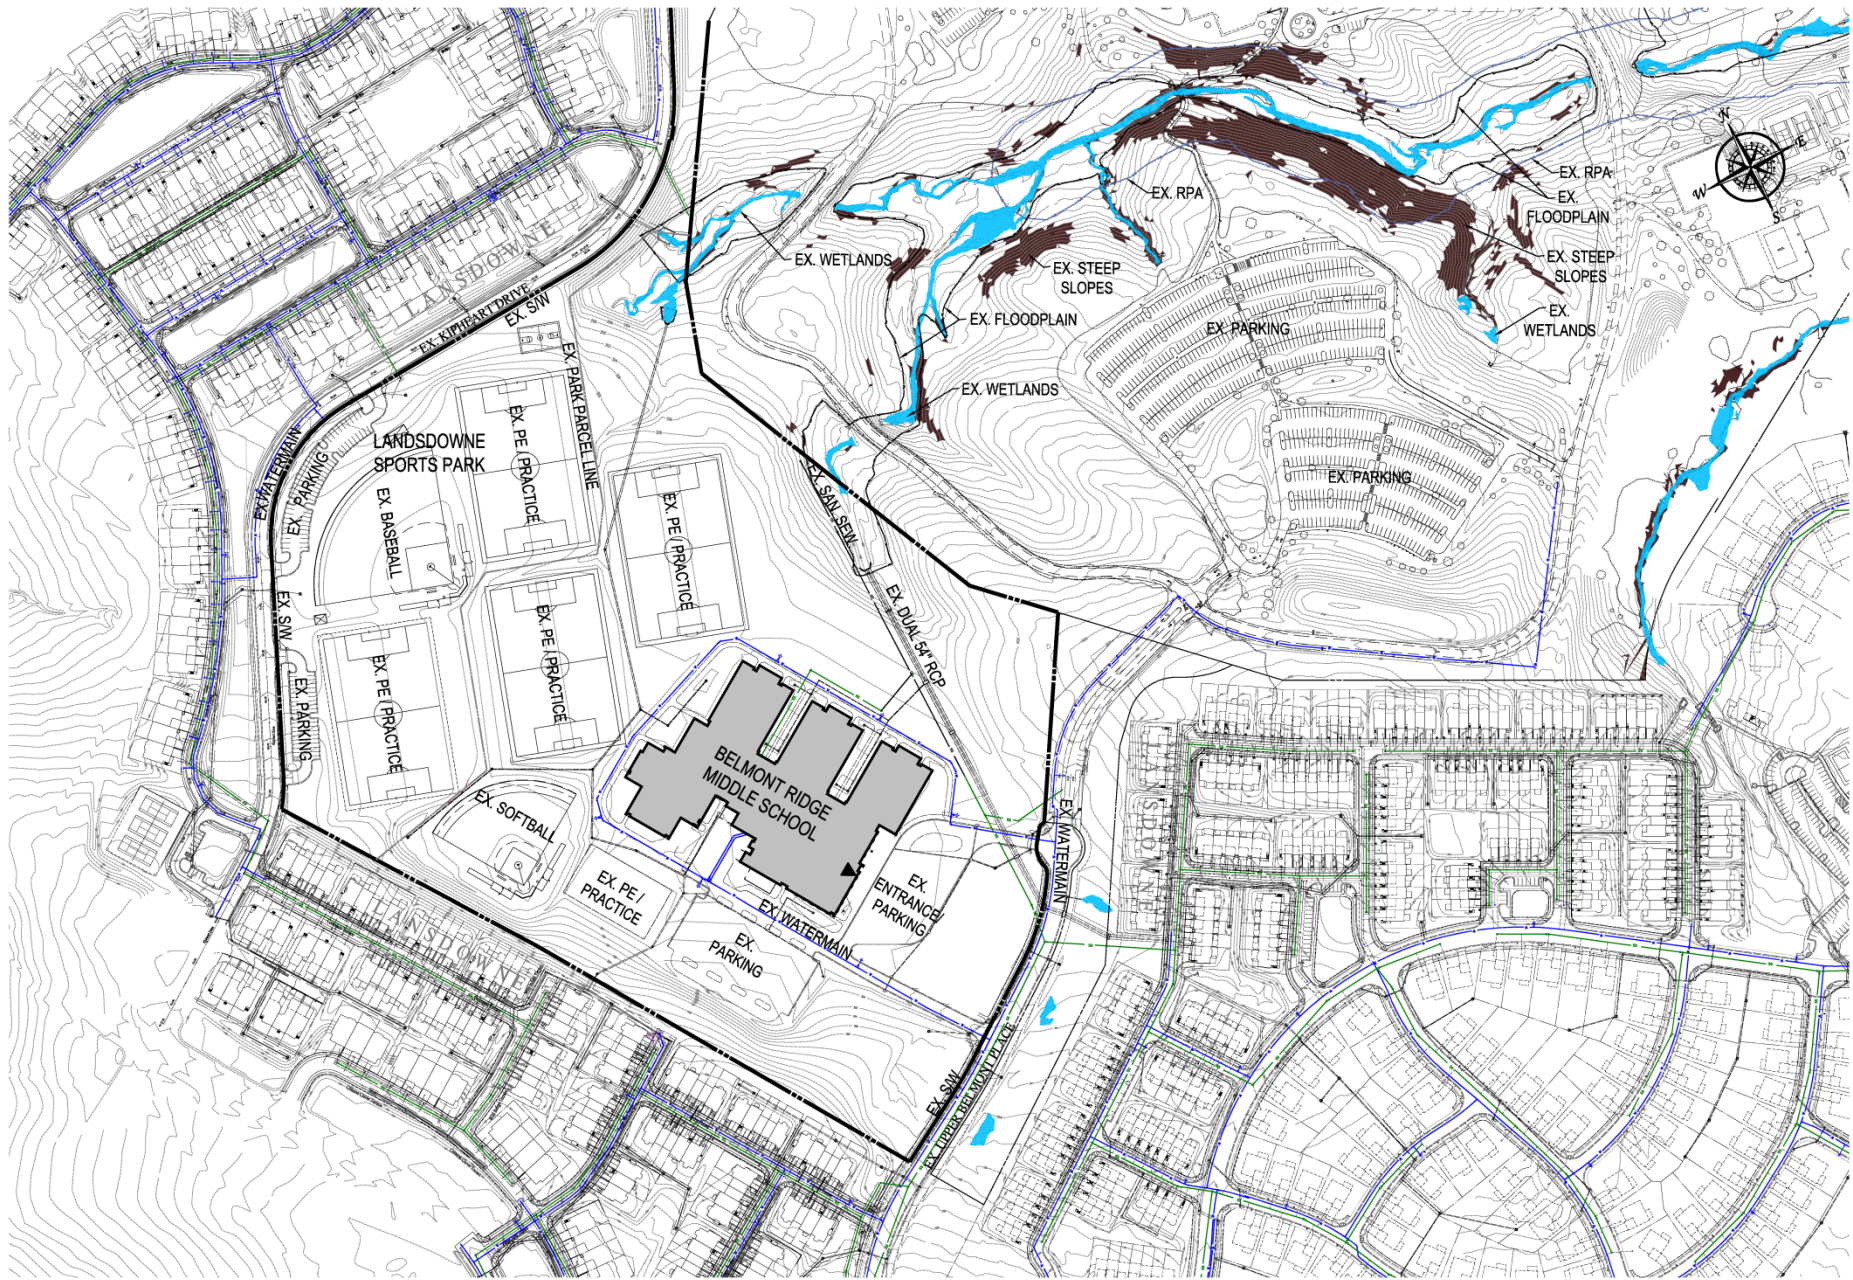 N
E
W
S
EX. RPA
EX.
FLOODPLAIN
EX. STEEP
SLOPES
EX.
WETLANDS
EX. RPA
EX. WETLANDS
EX. STEEP
SLOPES
EX. FLOODPLAIN
EX. WETLANDS
EX. PARKING
EX. PARKING
LANSDOWNE
EX. KIPHEART DRIVE
EX. S/W
EX. PARK PARCEL LINE
EX. WATERMAIN
EX. PARKING
LANDSDOWNE
SPORTS PARK
EX. BASEBALL
EX. PE / PRACTICE
EX. PE / PRACTICE
EX. SAN SEW.
EX. DUAL 54" RCP
EX. S/W
EX. PARKING
EX. PE / PRACTICE
EX. PE / PRACTICE
BELMONT RIDGE
MIDDLE SCHOOL
EX. SOFTBALL
EX. PE /
PRACTICE
EX.
PARKING
EX. WATERMAIN
EX.
ENTRANCE/
PARKING
EX. WATERMAIN
LANSDOWNE
EX. S/W
EX. UPPER BELMONT PLACE